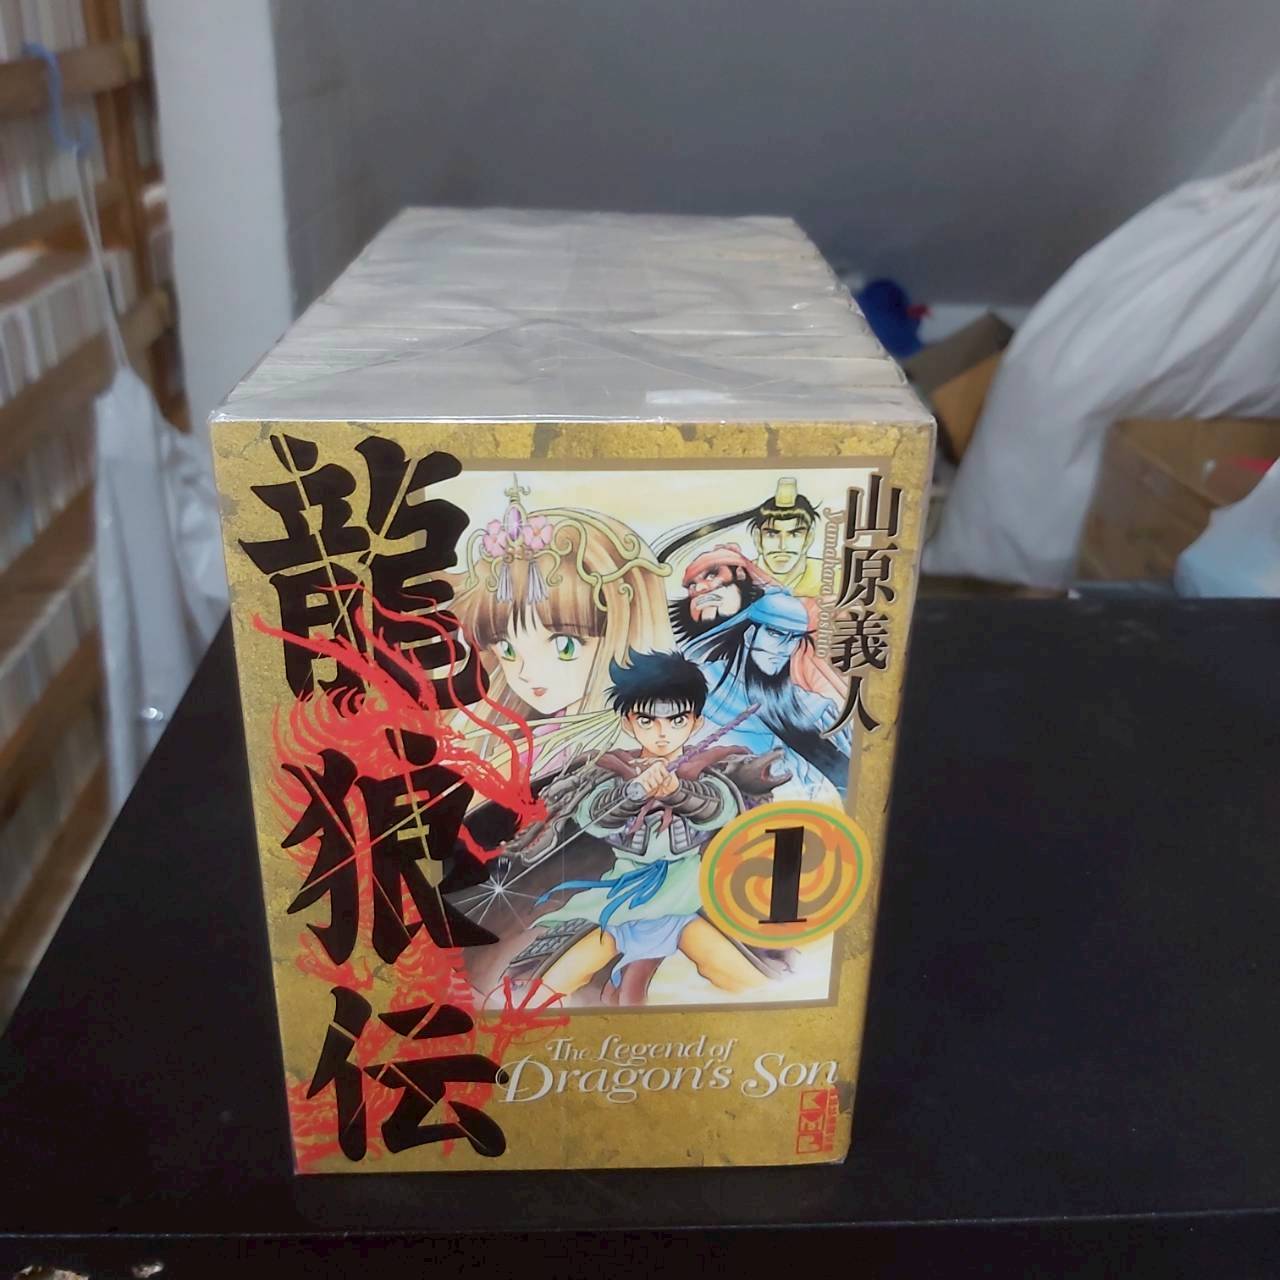 龍狼伝
山原義人
Yamahara Yoshito
1
The Legend of
Dragon's Son